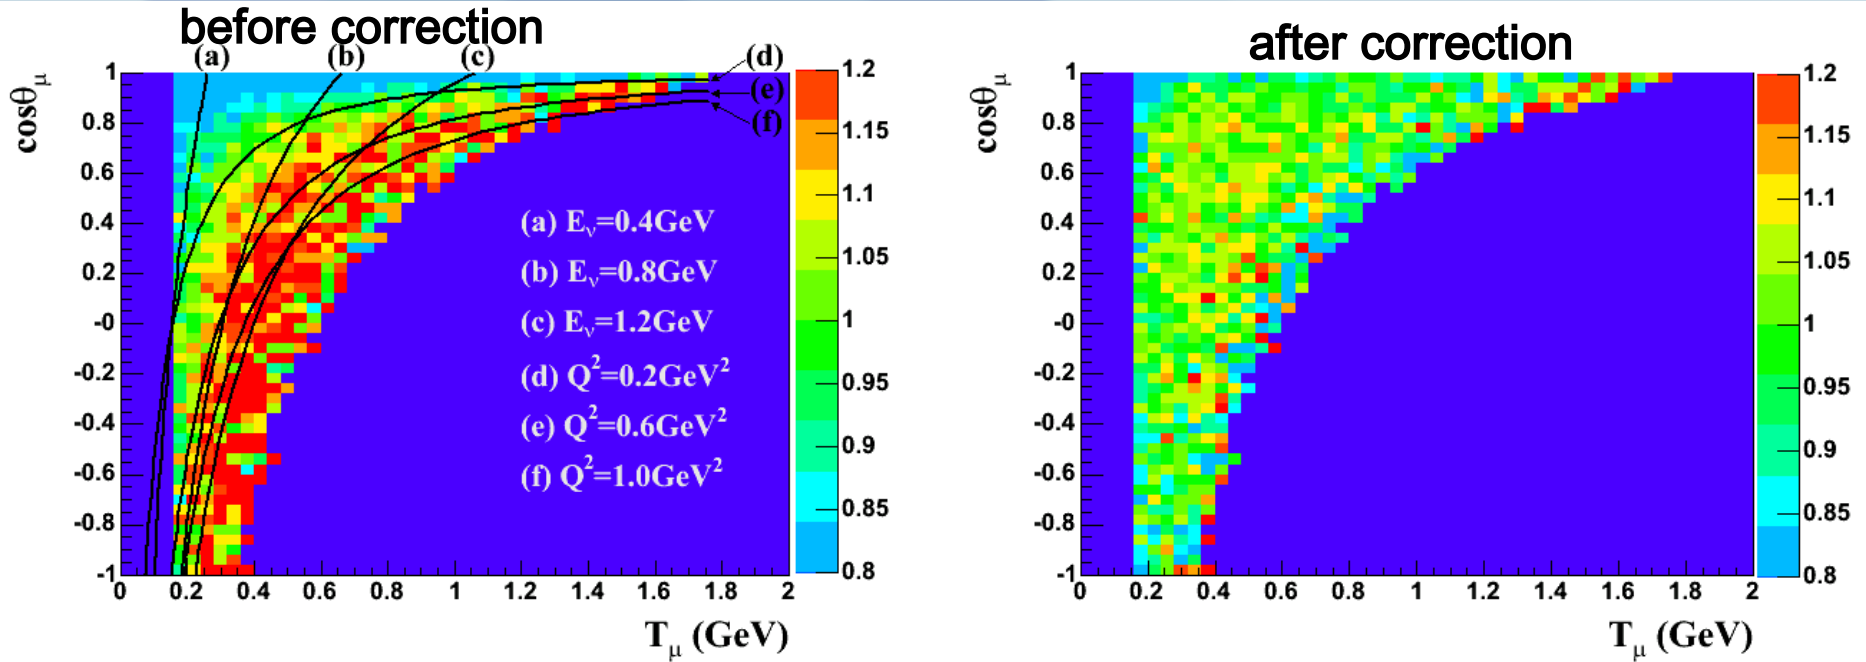 before correction
(a) (b) (c) (d)
(e)
(f)
cosθμ
1
0.8
0.6
0.4
0.2
-0
-0.2
-0.4
-0.6
-0.8
-1
0 0.2 0.4 0.6 0.8 1 1.2 1.4 1.6 1.8 2
Tμ (GeV)
(a) Eν=0.4GeV
(b) Eν=0.8GeV
(c) Eν=1.2GeV
(d) Q²=0.2GeV²
(e) Q²=0.6GeV²
(f) Q²=1.0GeV²
1.2
1.15
1.1
1.05
1
0.95
0.9
0.85
0.8
after correction
cosθμ
1
0.8
0.6
0.4
0.2
-0
-0.2
-0.4
-0.6
-0.8
-1
0 0.2 0.4 0.6 0.8 1 1.2 1.4 1.6 1.8 2
Tμ (GeV)
1.2
1.15
1.1
1.05
1
0.95
0.9
0.85
0.8